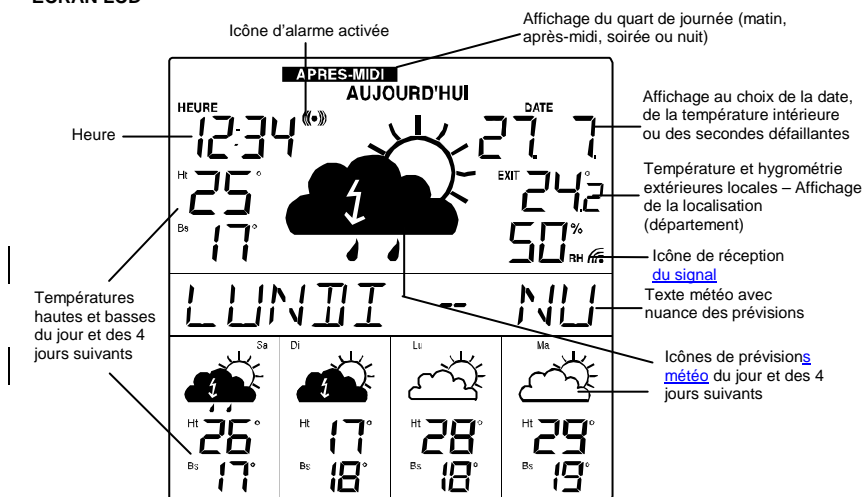 Affichage du quart de journée (matin,
après-midi, soirée ou nuit)
Icône d'alarme activée
APRES-MIDI
AUJOURD'HUI
HEURE
DATE
12:34
27. 7.
Heure
Affichage au choix de la date,
de la température intérieure
ou des secondes défaillantes
Ht 25°
EXIT 24.2°
Température et hygrométrie
extérieures locales – Affichage
de la localisation
(département)
Bs 17°
50% RH
Icône de réception
du signal
LUNDI -- NU
Texte météo avec
nuance des prévisions
Températures
hautes et basses
du jour et des 4
jours suivants
Icônes de prévisions
météo du jour et des 4
jours suivants
Sa Di Lu Ma
Ht 26° Ht 17° Ht 28° Ht 29°
Bs 17° Bs 18° Bs 18° Bs 19°